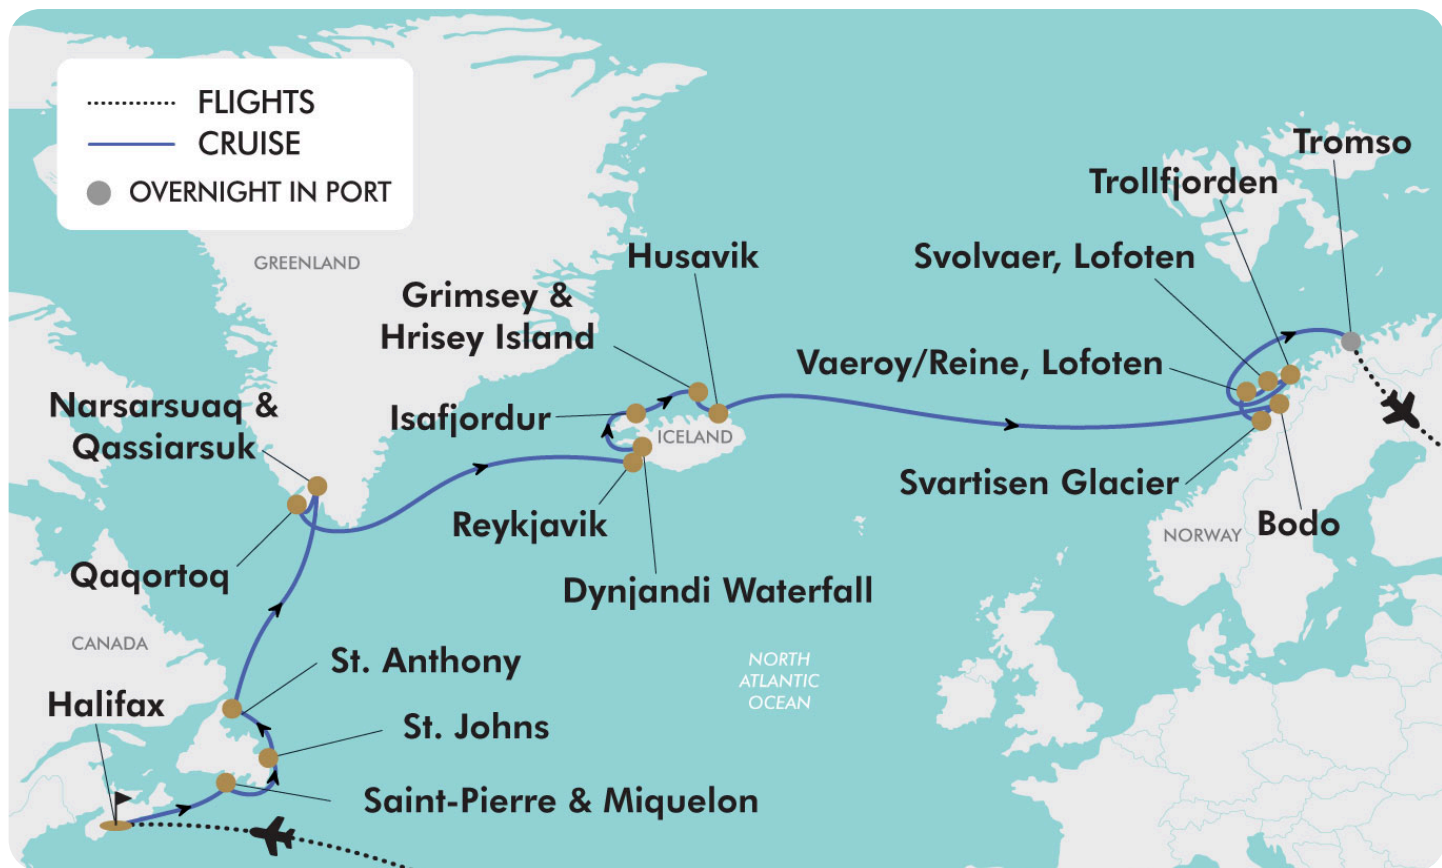 FLIGHTS
CRUISE
OVERNIGHT IN PORT
Tromso
Trollfjorden
GREENLAND
Husavik
Svolvaer, Lofoten
Grimsey &
Hrisey Island
Vaeroy/Reine, Lofoten
Narsarsuaq &
Qassiarsuk
Isafjordur
ICELAND
Svartisen Glacier
Reykjavik
NORWAY
Bodo
Qaqortoq
Dynjandi Waterfall
CANADA
St. Anthony
NORTH
ATLANTIC
OCEAN
Halifax
St. Johns
Saint-Pierre & Miquelon